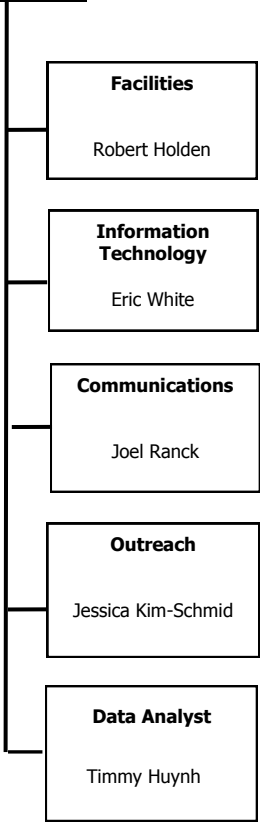 Facilities
Robert Holden
Information
Technology
Eric White
Communications
Joel Ranck
Outreach
Jessica Kim-Schmid
Data Analyst
Timmy Huynh